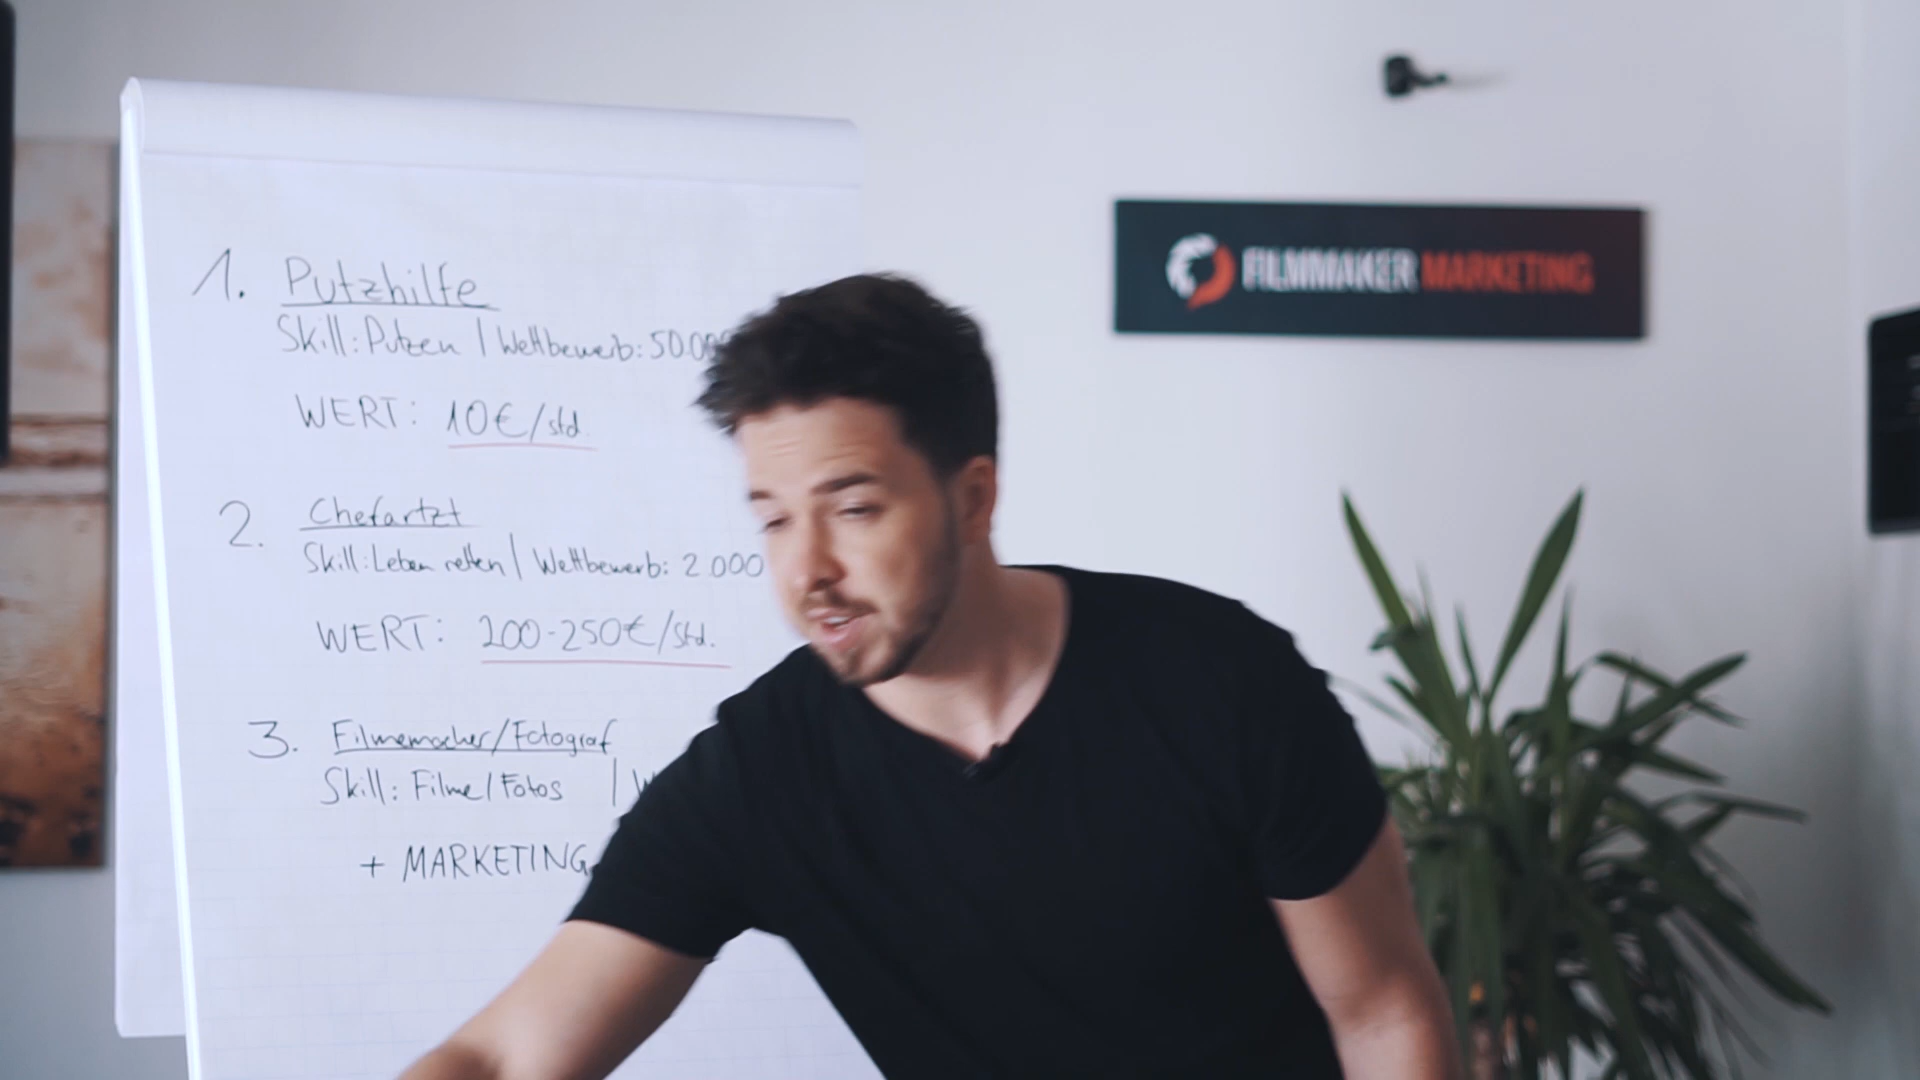 1. Putzhilfe
Skill: Putzen | Wettbewerb: 50.000
WERT: 10€/std.
2. Chefartzt
Skill: Leben retten | Wettbewerb: 2.000
WERT: 200-250€/Std.
3. Filmemacher/Fotograf
Skill: Filme/Fotos | W
+ MARKETING
FILMMAKER MARKETING